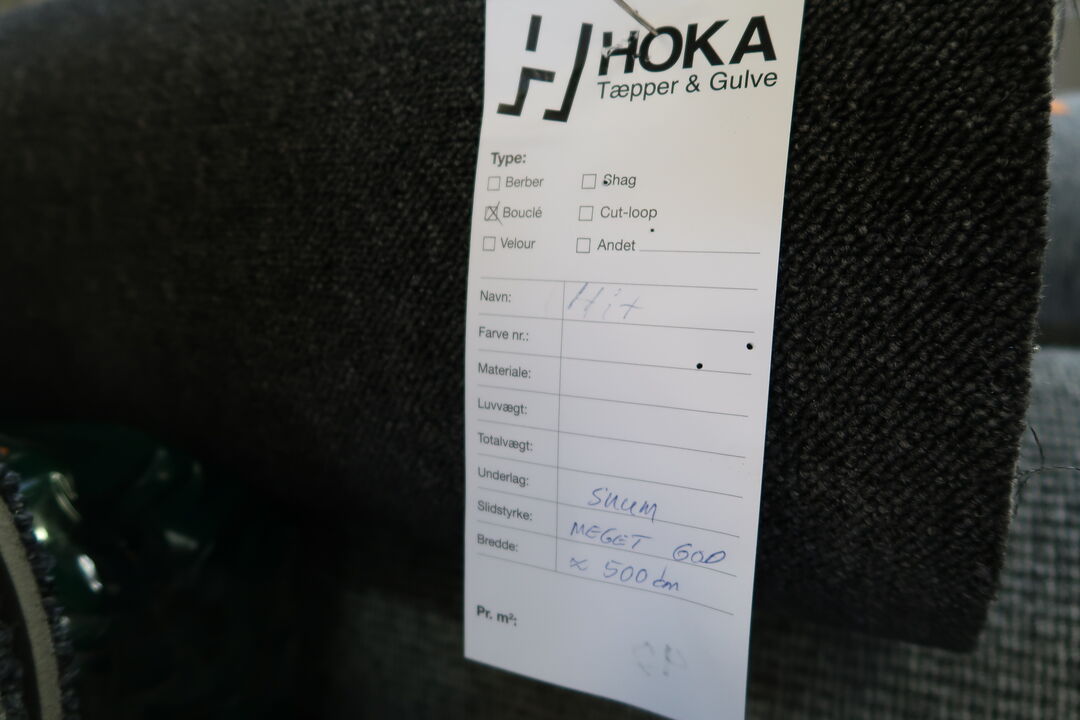 HOKA
Tæpper & Gulve
Type:
Berber
Shag
Bouclé
Cut-loop
Velour
Andet
Navn: Hit
Farve nr.:
Materiale:
Luvvægt:
Totalvægt:
Underlag: SKUM
Slidstyrke: MEGET GOD
Bredde: 500 cm
Pr. m²: